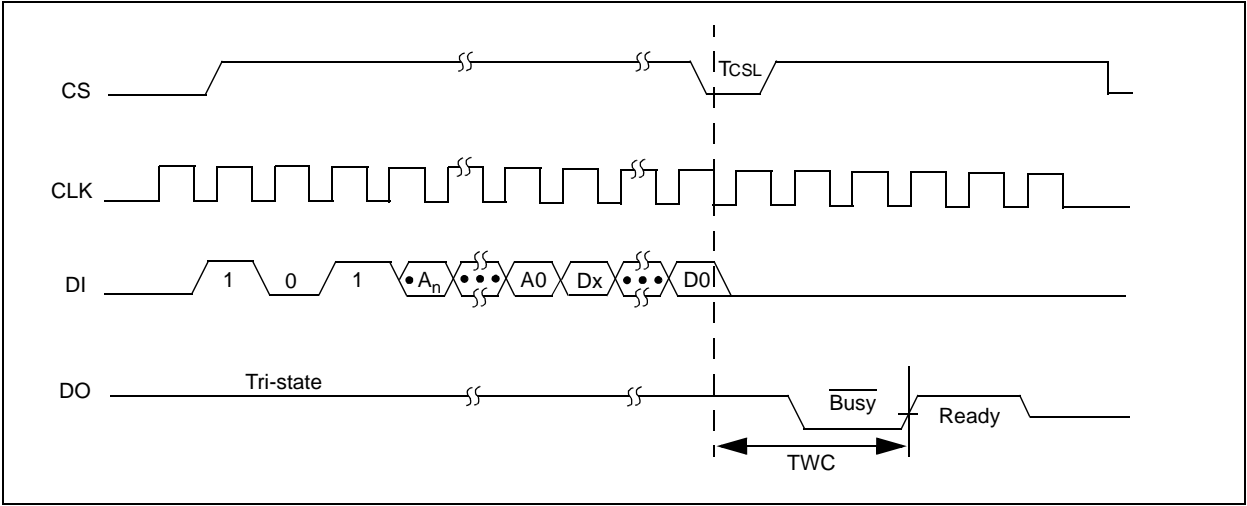 CS TCSL
CLK
DI 1 0 1 •An ••• A0 Dx ••• D0
DO Tri-state Busy Ready
TWC